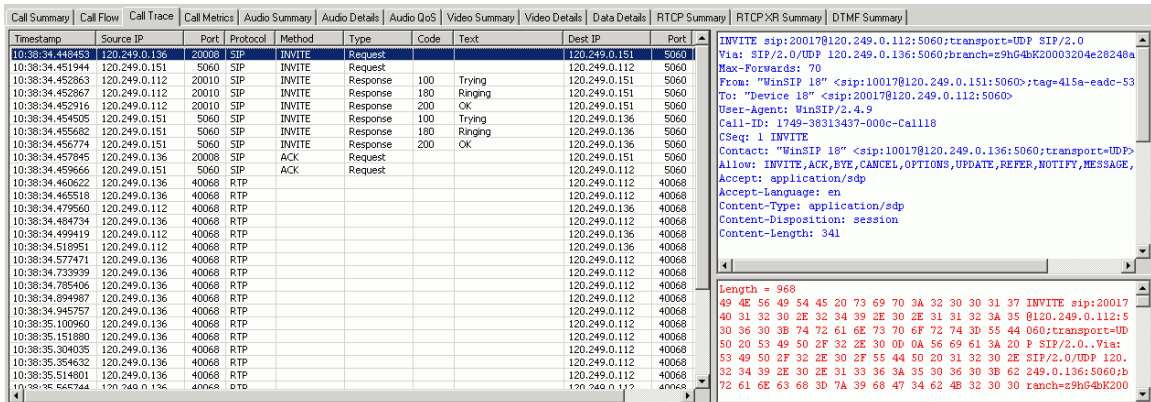 Call Summary Call Flow Call Trace Call Metrics Audio Summary Audio Details Audio QoS Video Summary Video Details Data Details RTCP Summary RTCP XR Summary DTMF Summary
Timestamp Source IP Port Protocol Method Type Code Text Dest IP Port
10:38:34.448453 120.249.0.136 20008 SIP INVITE Request 120.249.0.151 5060
10:38:34.451944 120.249.0.151 5060 SIP INVITE Request 120.249.0.112 5060
10:38:34.452863 120.249.0.112 20010 SIP INVITE Response 100 Trying 120.249.0.151 5060
10:38:34.452867 120.249.0.112 20010 SIP INVITE Response 180 Ringing 120.249.0.151 5060
10:38:34.452916 120.249.0.112 20010 SIP INVITE Response 200 OK 120.249.0.151 5060
10:38:34.454505 120.249.0.151 5060 SIP INVITE Response 100 Trying 120.249.0.136 5060
10:38:34.455682 120.249.0.151 5060 SIP INVITE Response 180 Ringing 120.249.0.136 5060
10:38:34.456774 120.249.0.151 5060 SIP INVITE Response 200 OK 120.249.0.136 5060
10:38:34.457845 120.249.0.136 20008 SIP ACK Request 120.249.0.151 5060
10:38:34.459666 120.249.0.151 5060 SIP ACK Request 120.249.0.112 5060
10:38:34.460622 120.249.0.136 40068 RTP 120.249.0.112 40068
10:38:34.465518 120.249.0.136 40068 RTP 120.249.0.112 40068
10:38:34.479560 120.249.0.112 40068 RTP 120.249.0.136 40068
10:38:34.484734 120.249.0.136 40068 RTP 120.249.0.112 40068
10:38:34.499419 120.249.0.112 40068 RTP 120.249.0.136 40068
10:38:34.518951 120.249.0.112 40068 RTP 120.249.0.136 40068
10:38:34.577471 120.249.0.136 40068 RTP 120.249.0.112 40068
10:38:34.733939 120.249.0.136 40068 RTP 120.249.0.112 40068
10:38:34.785406 120.249.0.136 40068 RTP 120.249.0.112 40068
10:38:34.894987 120.249.0.136 40068 RTP 120.249.0.112 40068
10:38:34.945757 120.249.0.136 40068 RTP 120.249.0.112 40068
10:38:35.100960 120.249.0.136 40068 RTP 120.249.0.112 40068
10:38:35.151880 120.249.0.136 40068 RTP 120.249.0.112 40068
10:38:35.304035 120.249.0.136 40068 RTP 120.249.0.112 40068
10:38:35.354632 120.249.0.136 40068 RTP 120.249.0.112 40068
10:38:35.514801 120.249.0.136 40068 RTP 120.249.0.112 40068
10:38:35.565744 120.249.0.136 40068 RTP 120.249.0.112 40068
INVITE sip:20017@120.249.0.112:5060;transport=UDP SIP/2.0
Via: SIP/2.0/UDP 120.249.0.136:5060;branch=z9hG4bK20003204e28248a
Max-Forwards: 70
From: "WinSIP 18" <sip:10017@120.249.0.151:5060>;tag=415a-eadc-53
To: "Device 18" <sip:20017@120.249.0.112:5060>
User-Agent: WinSIP/2.4.9
Call-ID: 1749-38313437-000c-Call18
CSeq: 1 INVITE
Contact: "WinSIP 18" <sip:10017@120.249.0.136:5060;transport=UDP>
Allow: INVITE,ACK,BYE,CANCEL,OPTIONS,UPDATE,REFER,NOTIFY,MESSAGE,
Accept: application/sdp
Accept-Language: en
Content-Type: application/sdp
Content-Disposition: session
Content-Length: 341
Length = 968
49 4E 56 49 54 45 20 73 69 70 3A 32 30 30 31 37 INVITE sip:20017
40 31 32 30 2E 32 34 39 2E 30 2E 31 31 32 3A 35 @120.249.0.112:5
30 36 30 3B 74 72 61 6E 73 70 6F 72 74 3D 55 44 060;transport=UD
50 20 53 49 50 2F 32 2E 30 0D 0A 56 69 61 3A 20 P SIP/2.0..Via:
53 49 50 2F 32 2E 30 2F 55 44 50 20 31 32 30 2E SIP/2.0/UDP 120.
32 34 39 2E 30 2E 31 33 36 3A 35 30 36 30 3B 62 249.0.136:5060;b
72 61 6E 63 68 3D 7A 39 68 47 34 62 4B 32 30 30 ranch=z9hG4bK200